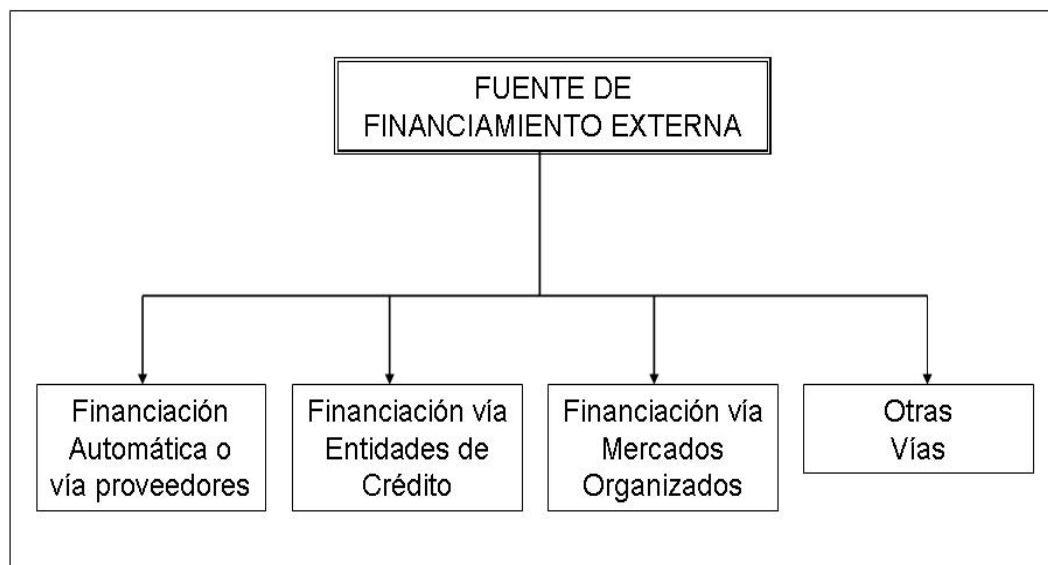 FUENTE DE
FINANCIAMIENTO EXTERNA
Financiación
Automática o
vía proveedores
Financiación vía
Entidades de
Crédito
Financiación vía
Mercados
Organizados
Otras
Vías